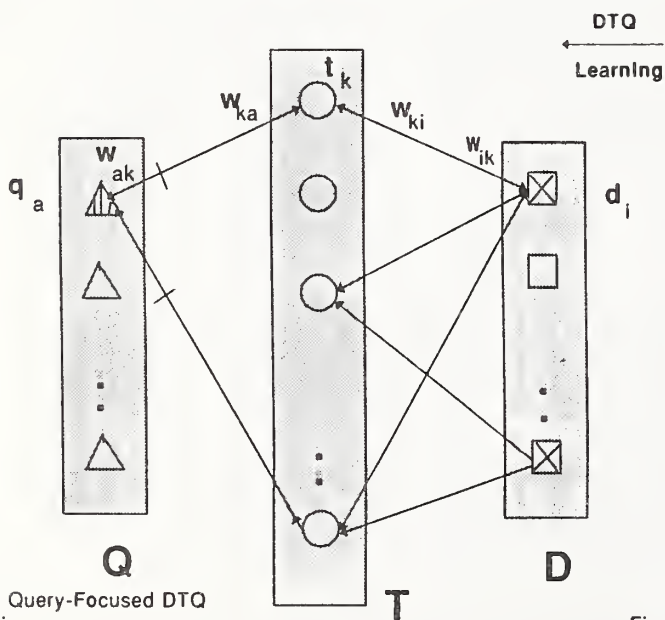 DTQ
Learning
t k
w ka
w ki
w ik
w ak
q a
d i
Q
D
T
Query-Focused DTQ